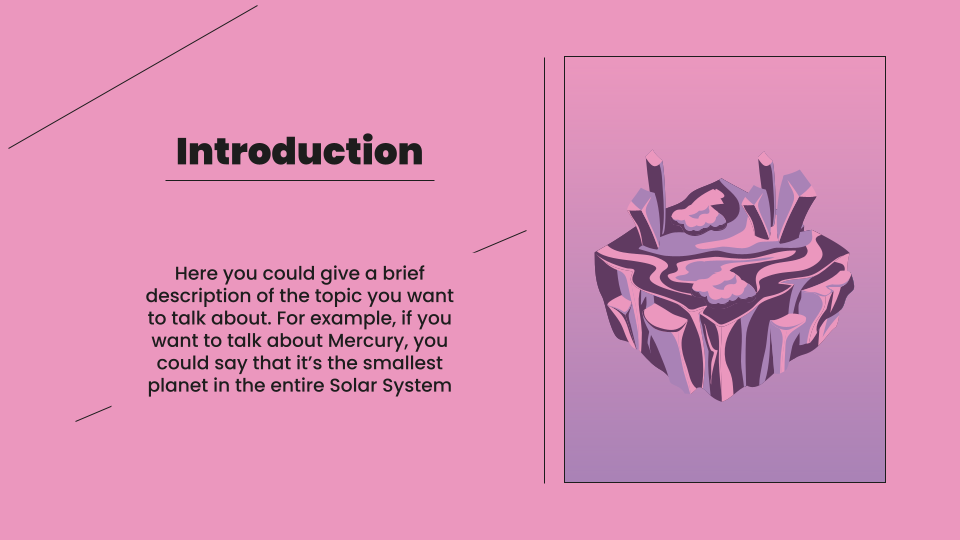 Introduction
Here you could give a brief
description of the topic you want
to talk about. For example, if you
want to talk about Mercury, you
could say that it’s the smallest
planet in the entire Solar System